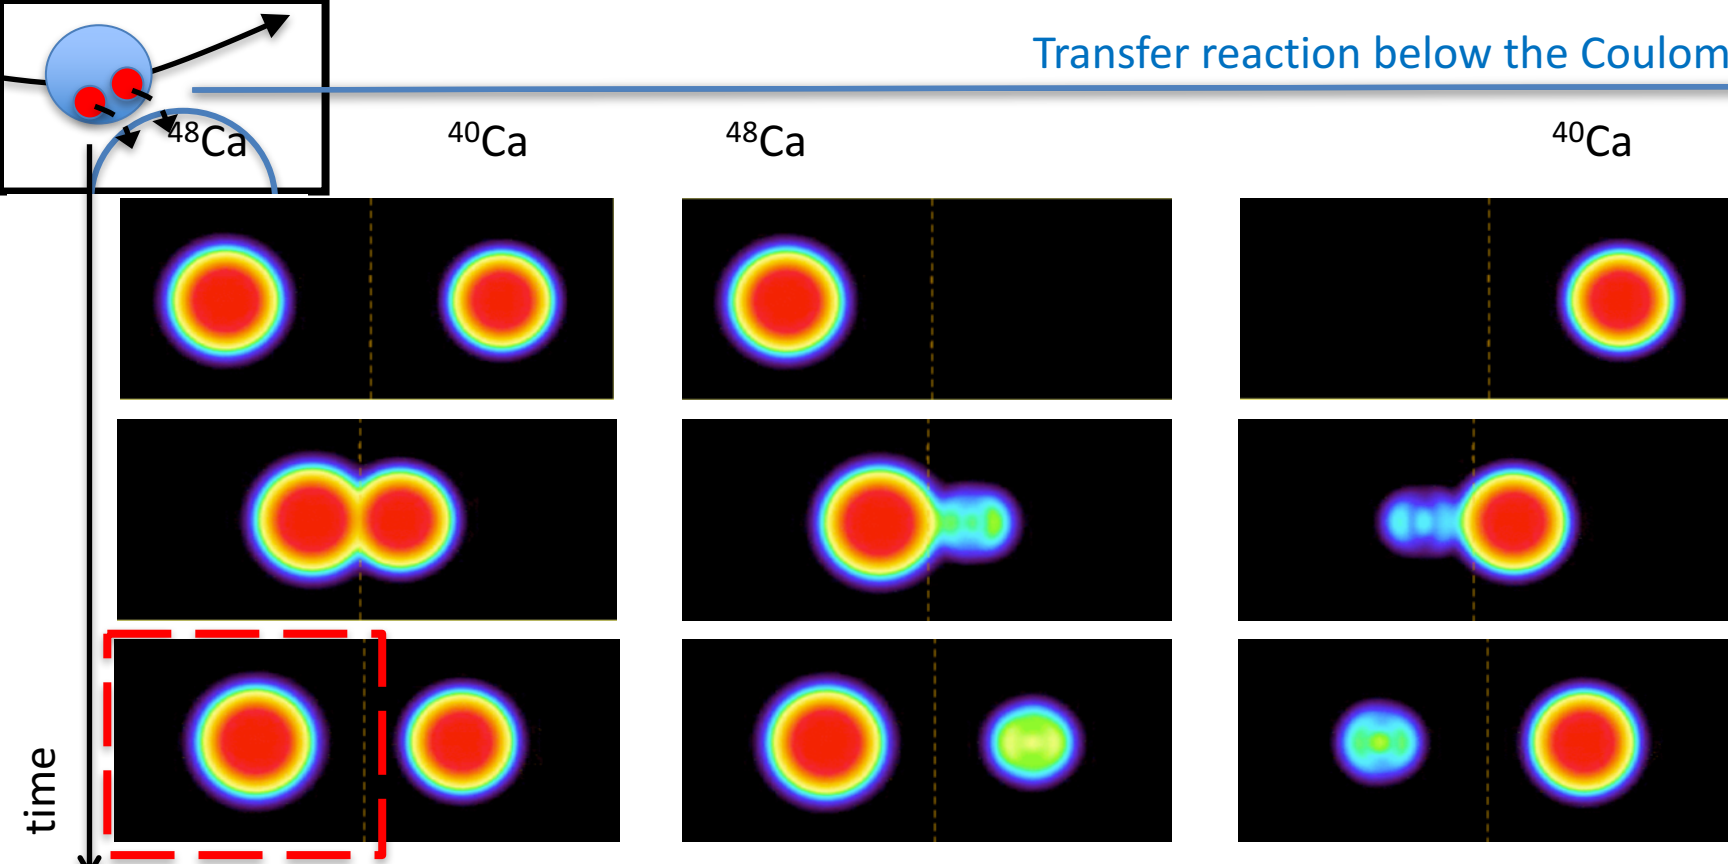 Transfer reaction below the Coulom
⁴⁸Ca ⁴⁰Ca ⁴⁸Ca ⁴⁰Ca
time